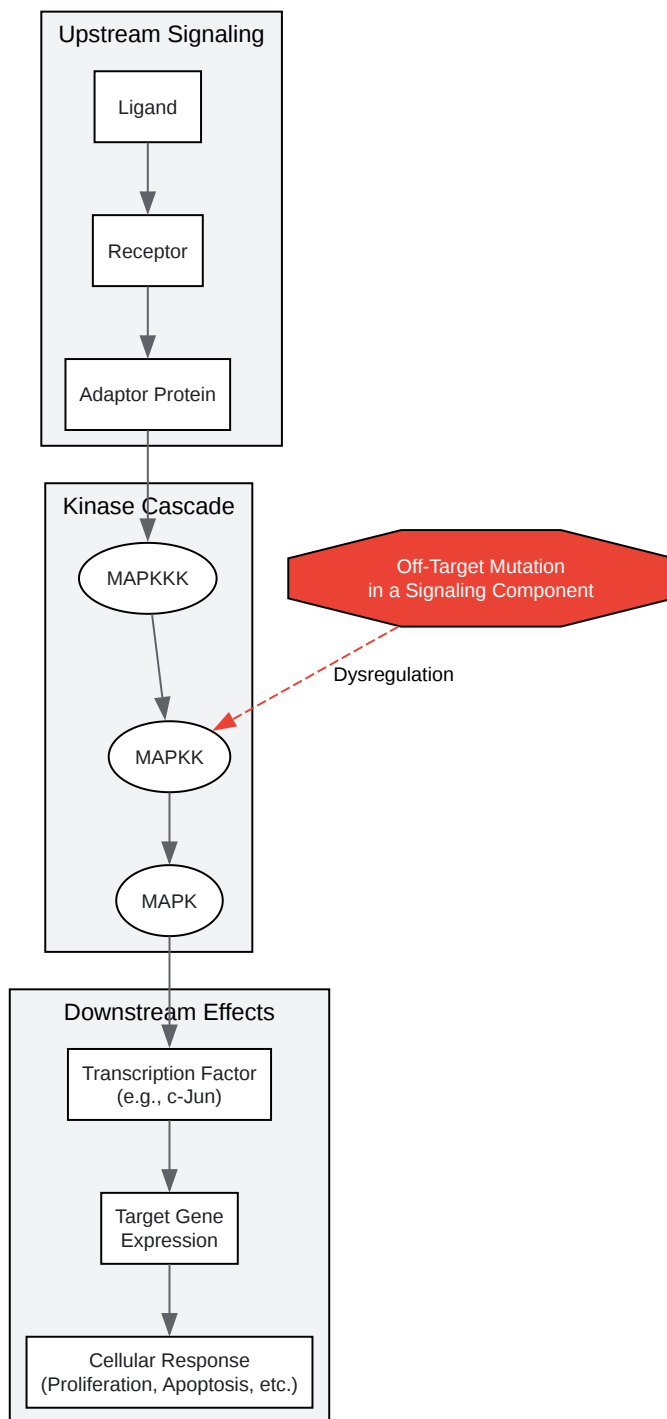 Upstream Signaling
Ligand
Receptor
Adaptor Protein
Kinase Cascade
MAPKKK
Off-Target Mutation
in a Signaling Component
Dysregulation
MAPKK
MAPK
Downstream Effects
Transcription Factor
(e.g., c-Jun)
Target Gene
Expression
Cellular Response
(Proliferation, Apoptosis, etc.)